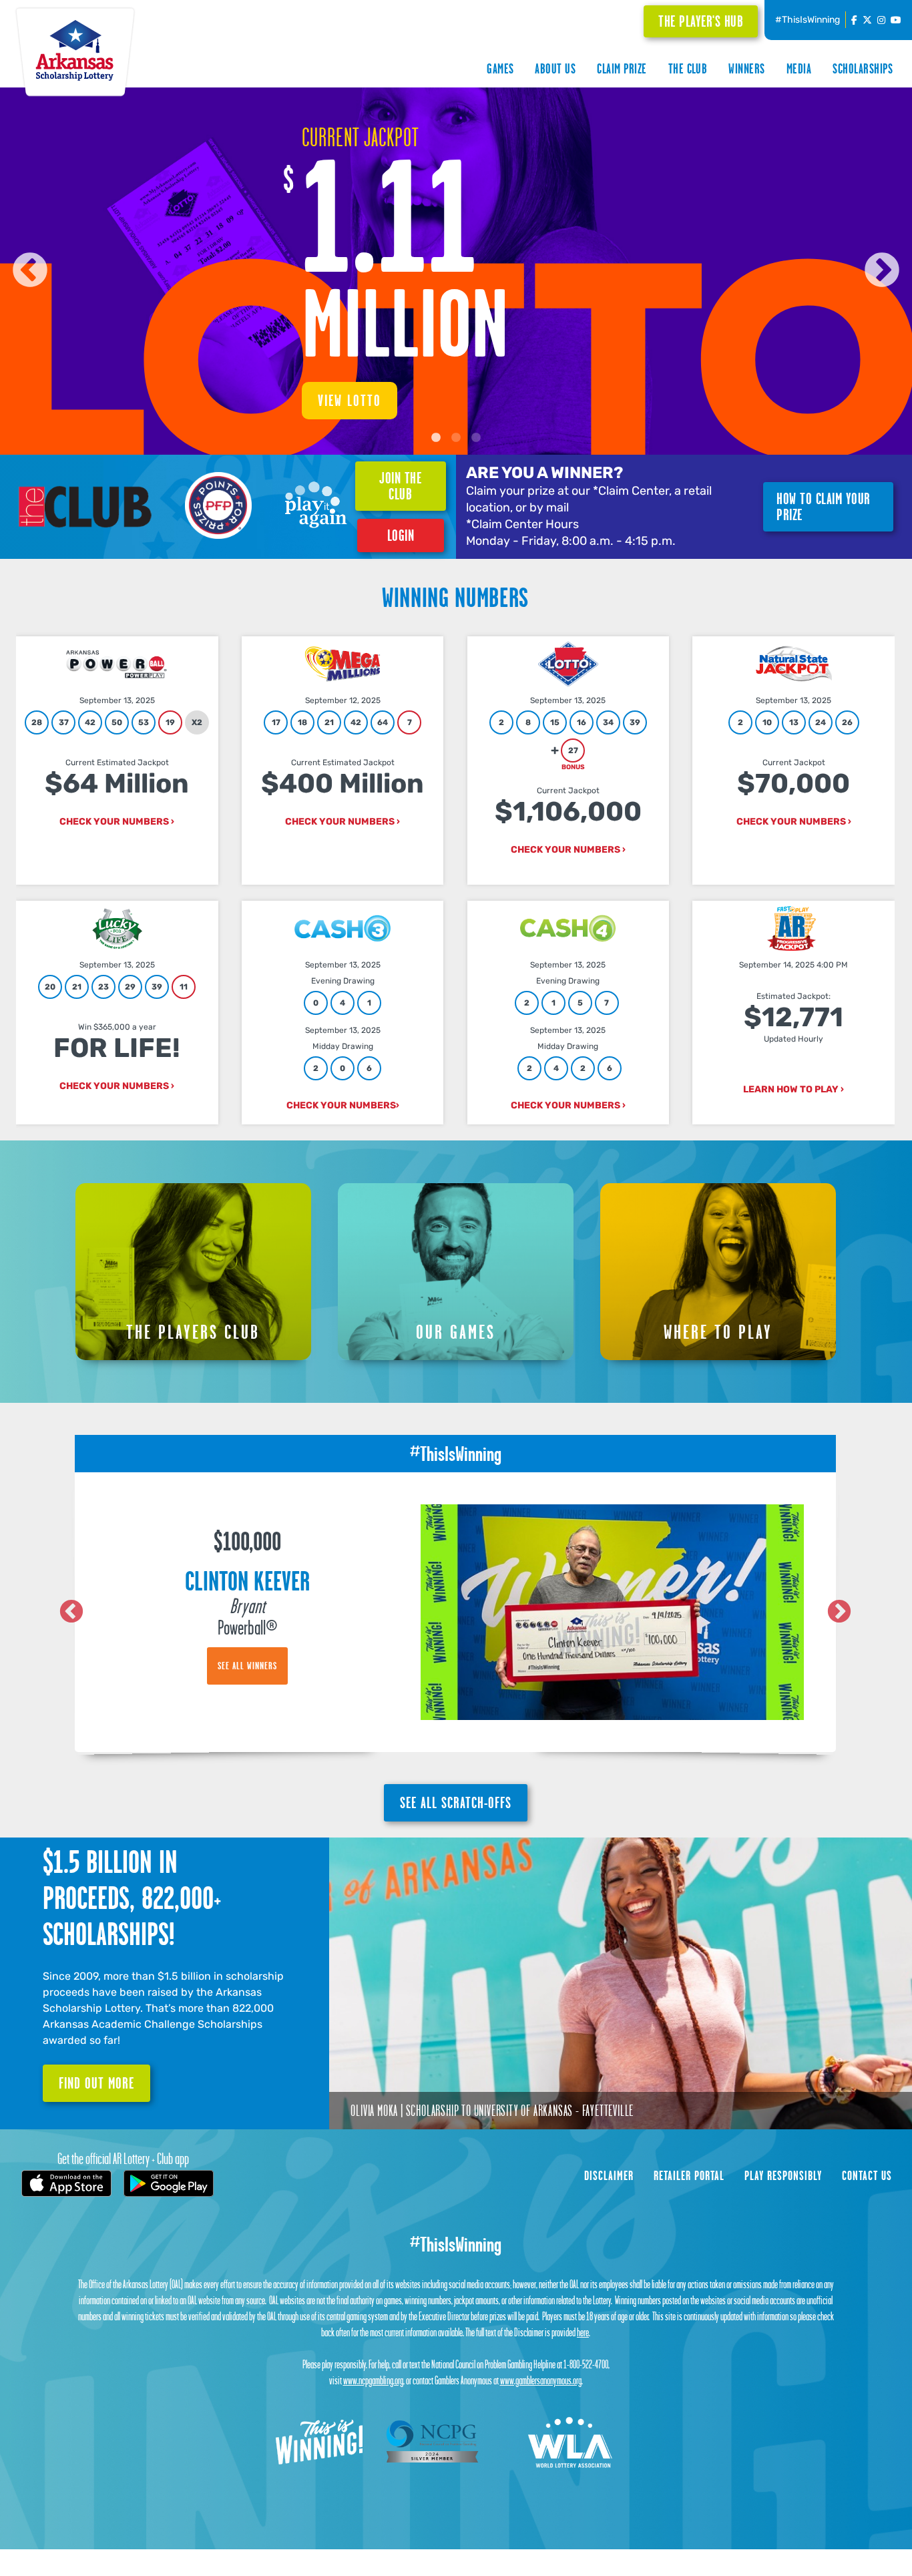 THE PLAYER'S HUB
#ThisIsWinning
Arkansas
Scholarship Lottery
GAMES ABOUT US CLAIM PRIZE THE CLUB WINNERS MEDIA SCHOLARSHIPS
CURRENT JACKPOT
$1.11
MILLION
LOTTO
VIEW LOTTO
the CLUB
POINTS FOR PRIZES
PFP
play it again
JOIN THE CLUB
LOGIN
ARE YOU A WINNER?
Claim your prize at our *Claim Center, a retail
location, or by mail
*Claim Center Hours
Monday - Friday, 8:00 a.m. - 4:15 p.m.
HOW TO CLAIM YOUR
PRIZE
WINNING NUMBERS
ARKANSAS
POWERBALL
POWERPLAY
September 13, 2025
28 37 42 50 53 19 X2
Current Estimated Jackpot
$64 Million
CHECK YOUR NUMBERS ›
MEGA
MILLIONS
September 12, 2025
17 18 21 42 64 7
Current Estimated Jackpot
$400 Million
CHECK YOUR NUMBERS ›
LOTTO
September 13, 2025
2 8 15 16 34 39
+ 27
BONUS
Current Jackpot
$1,106,000
CHECK YOUR NUMBERS ›
Natural State
JACKPOT
September 13, 2025
2 10 13 24 26
Current Jackpot
$70,000
CHECK YOUR NUMBERS ›
Lucky
LIFE
September 13, 2025
20 21 23 29 39 11
Win $365,000 a year
FOR LIFE!
CHECK YOUR NUMBERS ›
CASH 3
September 13, 2025
Evening Drawing
0 4 1
September 13, 2025
Midday Drawing
2 0 6
CHECK YOUR NUMBERS›
CASH 4
September 13, 2025
Evening Drawing
2 1 5 7
September 13, 2025
Midday Drawing
2 4 2 6
CHECK YOUR NUMBERS ›
FAST PLAY
AR
PROGRESSIVE
JACKPOT
September 14, 2025 4:00 PM
Estimated Jackpot:
$12,771
Updated Hourly
LEARN HOW TO PLAY ›
THE PLAYERS CLUB
OUR GAMES
WHERE TO PLAY
#ThisIsWinning
$100,000
CLINTON KEEVER
Bryant
Powerball®
SEE ALL WINNERS
Winner!
This is WINNING!
9/9/2025
Clinton Keever
100,000
One Hundred Thousand Dollars
#ThisIsWinning
Arkansas Scholarship Lottery
SEE ALL SCRATCH-OFFS
$1.5 BILLION IN
PROCEEDS, 822,000+
SCHOLARSHIPS!
Since 2009, more than $1.5 billion in scholarship
proceeds have been raised by the Arkansas
Scholarship Lottery. That's more than 822,000
Arkansas Academic Challenge Scholarships
awarded so far!
FIND OUT MORE
of ARKANSAS
OLIVIA MOKA | SCHOLARSHIP TO UNIVERSITY OF ARKANSAS - FAYETTEVILLE
Get the official AR Lottery - Club app
Download on the
App Store
GET IT ON
Google Play
DISCLAIMER RETAILER PORTAL PLAY RESPONSIBLY CONTACT US
#ThisIsWinning
The Office of the Arkansas Lottery (OAL) makes every effort to ensure the accuracy of information provided on all of its websites including social media accounts; however, neither the OAL nor its employees shall be liable for any actions taken or omissions made from reliance on any
information contained on or linked to an OAL website from any source. OAL websites are not the final authority on games, winning numbers, jackpot amounts, or other information related to the Lottery. Winning numbers posted on the websites or social media accounts are unofficial
numbers and all winning tickets must be verified and validated by the OAL through use of its central gaming system and by the Executive Director before prizes will be paid. Players must be 18 years of age or older. This site is continuously updated with information so please check
back often for the most current information available. The full text of the Disclaimer is provided here.
Please play responsibly. For help, call or text the National Council on Problem Gambling Helpline at 1-800-522-4700,
visit www.ncpgambling.org, or contact Gamblers Anonymous at www.gamblersanonymous.org.
This is
WINNING!
NCPG
2024
SILVER MEMBER
WLA
WORLD LOTTERY ASSOCIATION